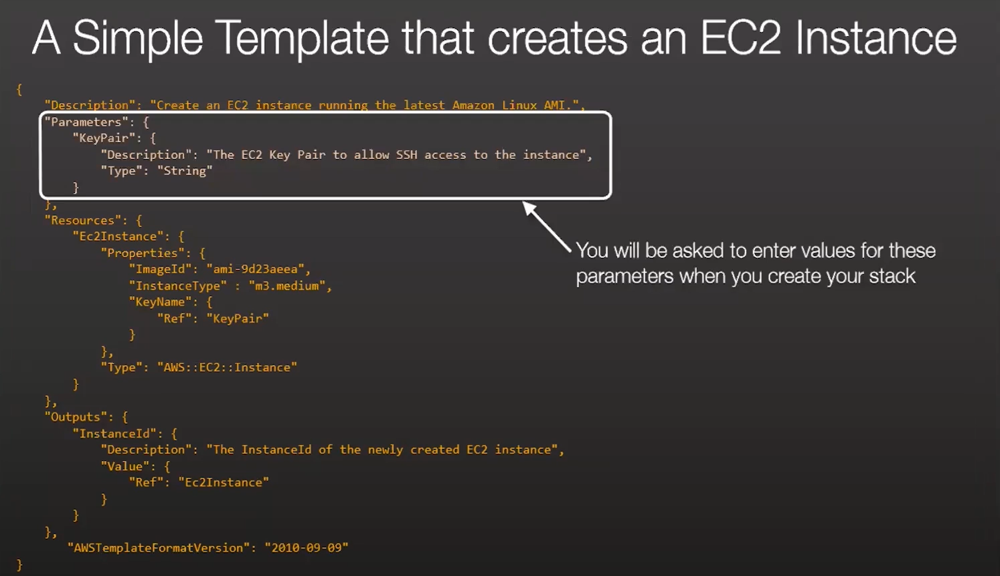 A Simple Template that creates an EC2 Instance
{
"Description": "Create an EC2 instance running the latest Amazon Linux AMI.",
"Parameters": {
"KeyPair": {
"Description": "The EC2 Key Pair to allow SSH access to the instance",
"Type": "String"
}
},
"Resources": {
"Ec2Instance": {
"Properties": {
"ImageId": "ami-9d23aeea",
"InstanceType" : "m3.medium",
"KeyName": {
"Ref": "KeyPair"
}
},
"Type": "AWS::EC2::Instance"
}
},
"Outputs": {
"InstanceId": {
"Description": "The InstanceId of the newly created EC2 instance",
"Value": {
"Ref": "Ec2Instance"
}
}
},
"AWSTemplateFormatVersion": "2010-09-09"
}
You will be asked to enter values for these
parameters when you create your stack